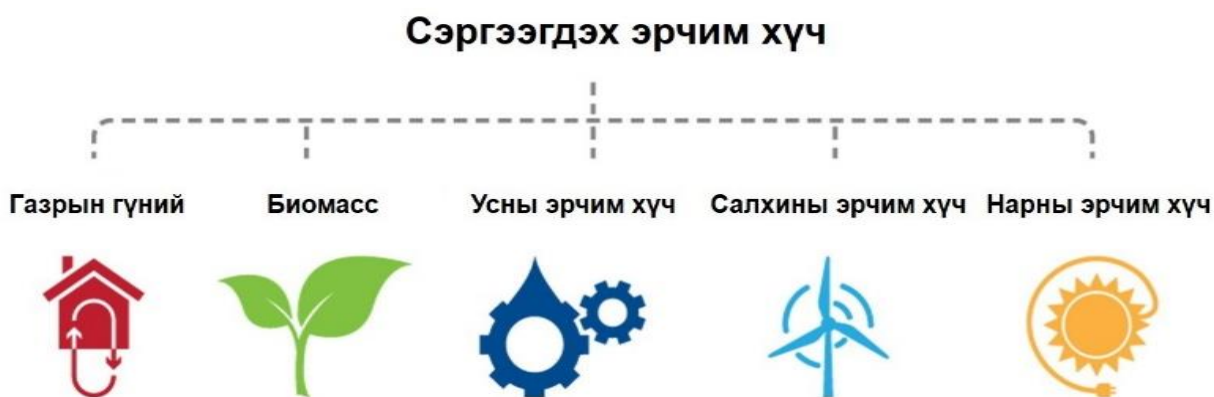 Сэргээгдэх эрчим хүч
Газрын гүний
Биомасс
Усны эрчим хүч
Салхины эрчим хүч
Нарны эрчим хүч